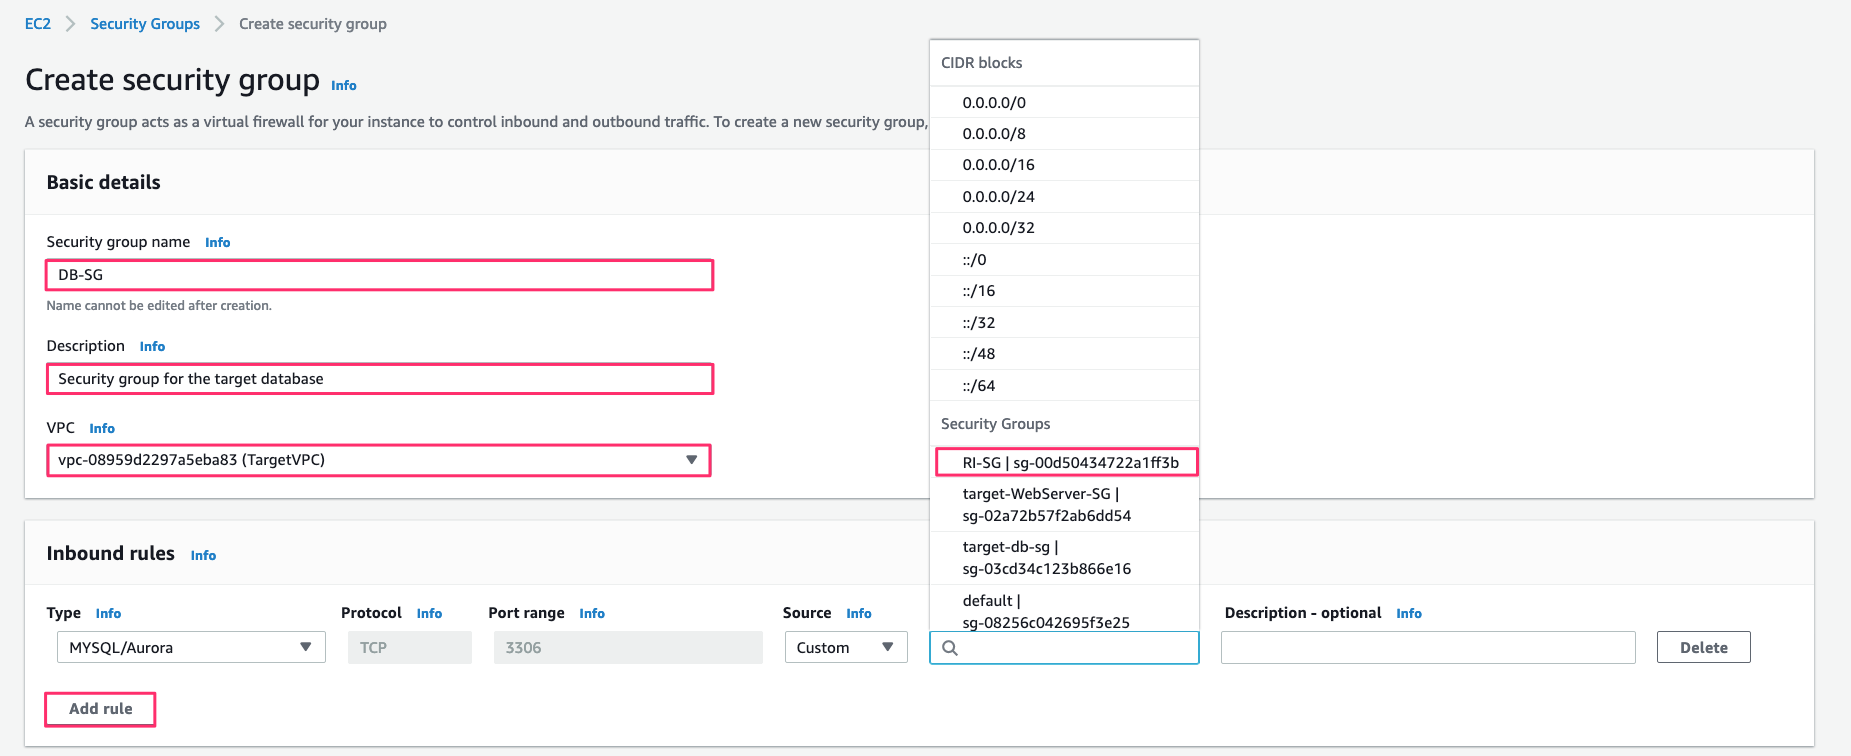 EC2 > Security Groups > Create security group
Create security group Info
A security group acts as a virtual firewall for your instance to control inbound and outbound traffic. To create a new security group,
Basic details
Security group name Info
DB-SG
Name cannot be edited after creation.
Description Info
Security group for the target database
VPC Info
vpc-08959d2297a5eba83 (TargetVPC)
CIDR blocks
0.0.0.0/0
0.0.0.0/8
0.0.0.0/16
0.0.0.0/24
0.0.0.0/32
::/0
::/16
::/32
::/48
::/64
Security Groups
RI-SG | sg-00d50434722a1ff3b
target-WebServer-SG |
sg-02a72b57f2ab6dd54
target-db-sg |
sg-03cd34c123b866e16
default |
sg-08256c042695f3e25
Inbound rules Info
Type Info Protocol Info Port range Info Source Info Description - optional Info
MYSQL/Aurora TCP 3306 Custom Delete
Add rule